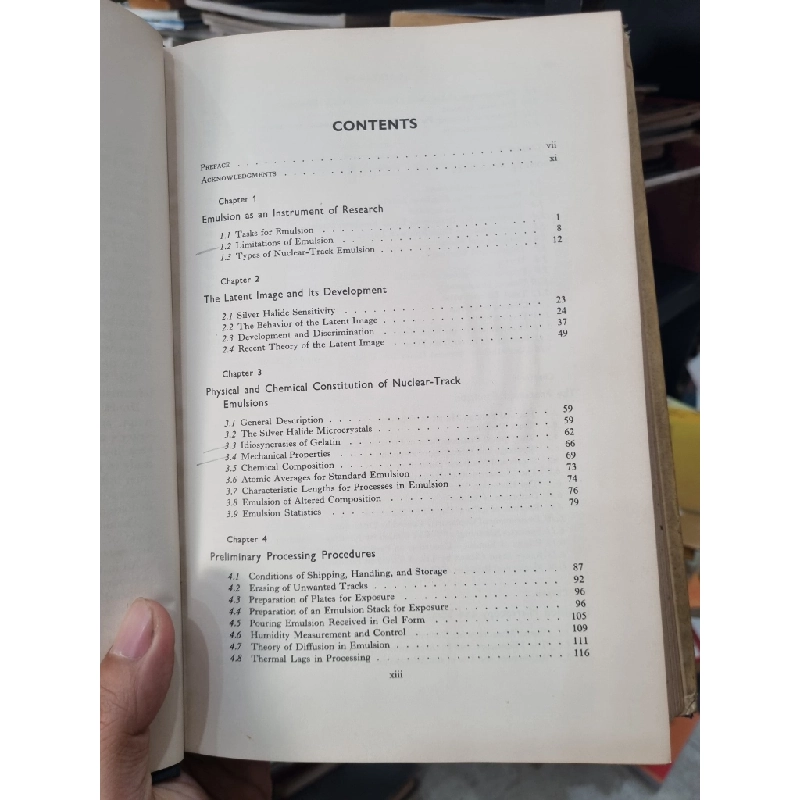 CONTENTS
PREFACE . . . . . . . . . . . . . . . . vii
ACKNOWLEDGMENTS . . . . . . . . . . . . . . . . xi
Chapter 1
Emulsion as an Instrument of Research
1.1 Tasks for Emulsion . . . . . . . . . . . . . . . . 1
1.2 Limitations of Emulsion . . . . . . . . . . . . . . . . 8
1.3 Types of Nuclear-Track Emulsion . . . . . . . . . . . . . . . . 12
Chapter 2
The Latent Image and its Development
2.1 Silver Halide Sensitivity . . . . . . . . . . . . . . . . 23
2.2 The Behavior of the Latent Image . . . . . . . . . . . . . . . . 24
2.3 Development and Discrimination . . . . . . . . . . . . . . . . 37
2.4 Recent Theory of the Latent Image . . . . . . . . . . . . . . . . 49
Chapter 3
Physical and Chemical Constitution of Nuclear-Track
Emulsions
3.1 General Description . . . . . . . . . . . . . . . . 59
3.2 The Silver Halide Microcrystals . . . . . . . . . . . . . . . . 59
3.3 Idiosyncrasies of Gelatin . . . . . . . . . . . . . . . . 62
3.4 Mechanical Properties . . . . . . . . . . . . . . . . 66
3.5 Chemical Composition . . . . . . . . . . . . . . . . 69
3.6 Atomic Averages for Standard Emulsion . . . . . . . . . . . . . . . . 73
3.7 Characteristic Lengths for Processes in Emulsion . . . . . . . . . . . . 74
3.8 Emulsion of Altered Composition . . . . . . . . . . . . . . . . 76
3.9 Emulsion Statistics . . . . . . . . . . . . . . . . 79
Chapter 4
Preliminary Processing Procedures
4.1 Conditions of Shipping, Handling, and Storage . . . . . . . . . . . . 87
4.2 Erasing of Unwanted Tracks . . . . . . . . . . . . . . . . 92
4.3 Preparation of Plates for Exposure . . . . . . . . . . . . . . . . 96
4.4 Preparation of an Emulsion Stack for Exposure . . . . . . . . . . . . 96
4.5 Pouring Emulsion Received in Gel Form . . . . . . . . . . . . 105
4.6 Humidity Measurement and Control . . . . . . . . . . . . . . . . 109
4.7 Theory of Diffusion in Emulsion . . . . . . . . . . . . . . . . 111
4.8 Thermal Lags in Processing . . . . . . . . . . . . . . . . 116
xiii